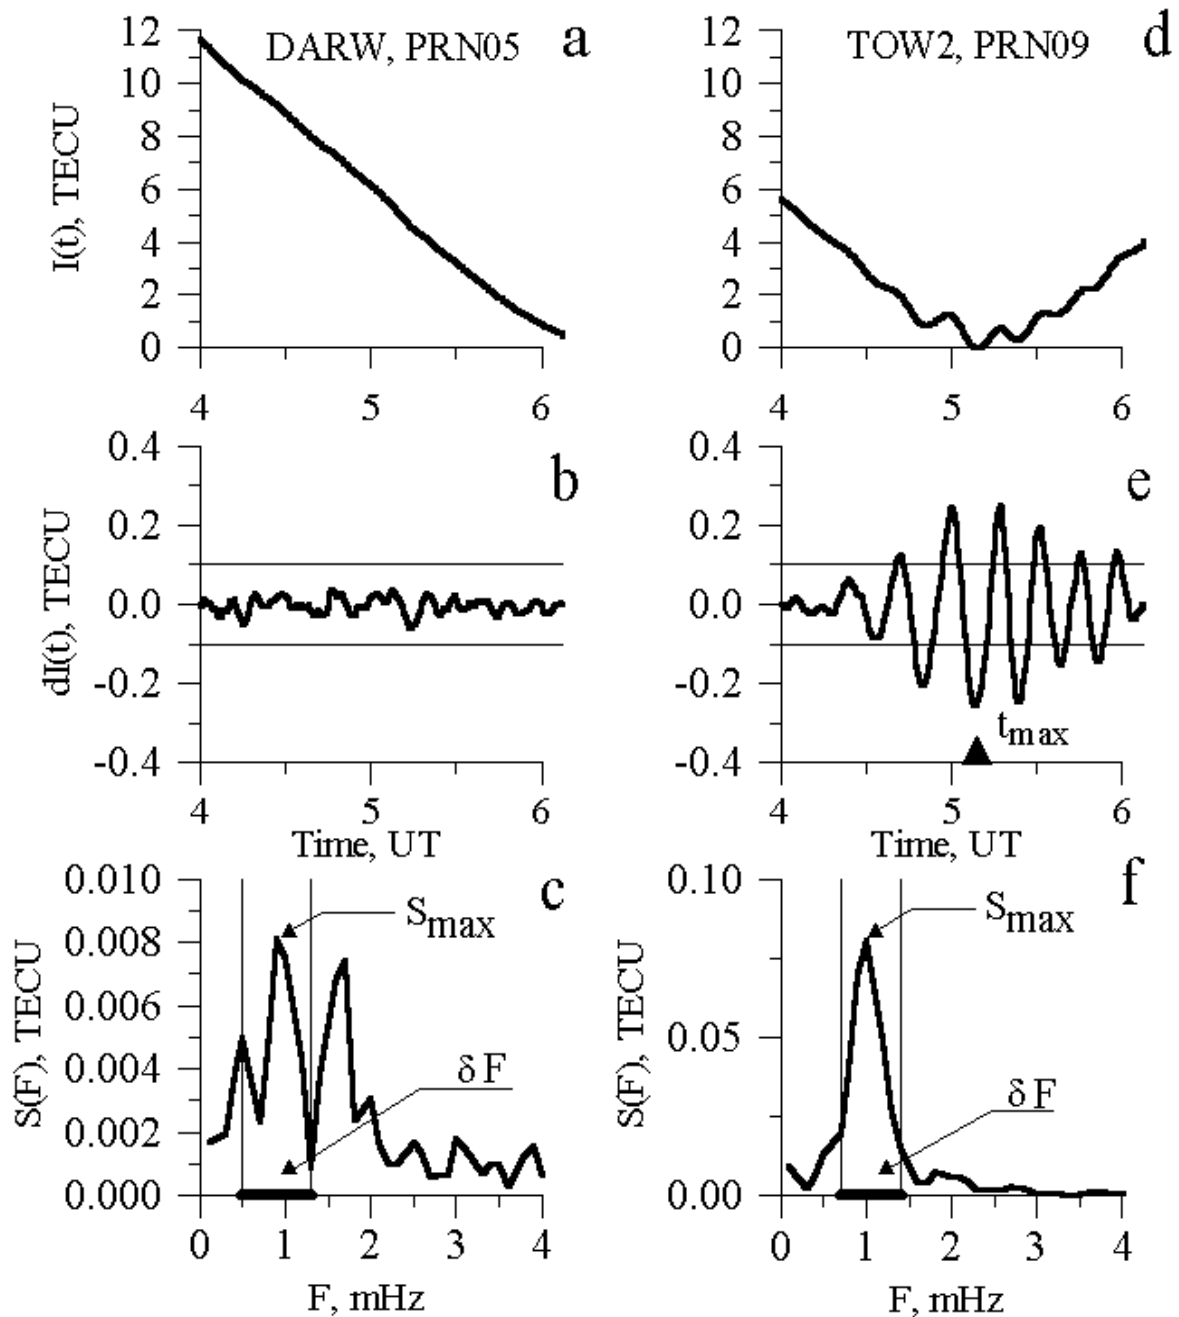 DARW, PRN05
a
I(t), TECU
12
10
8
6
4
2
0
4
5
6
TOW2, PRN09
d
12
10
8
6
4
2
0
4
5
6
b
dI(t), TECU
0.4
0.2
0.0
-0.2
-0.4
4
5
6
Time, UT
e
0.4
0.2
0.0
-0.2
-0.4
tmax
4
5
6
Time, UT
c
S(F), TECU
0.010
0.008
0.006
0.004
0.002
0.000
Smax
δF
0
1
2
3
4
F, mHz
f
S(F), TECU
0.10
0.05
0.00
Smax
δF
0
1
2
3
4
F, mHz